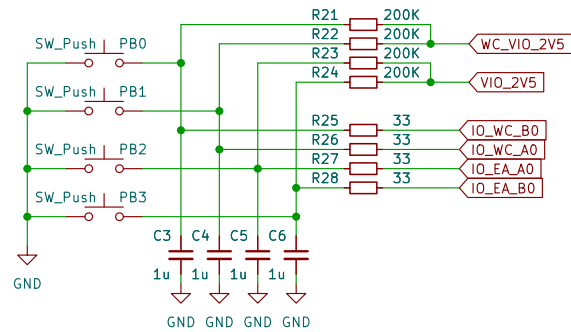 R21 200K
SW_Push PB0 R22 200K WC_VIO_2V5
R23 200K
SW_Push PB1 R24 200K VIO_2V5
R25 33 IO_WC_B0
SW_Push PB2 R26 33 IO_WC_A0
R27 33 IO_EA_A0
SW_Push PB3 R28 33 IO_EA_B0
C3 C4 C5 C6
1u 1u 1u 1u
GND
GND GND GND GND